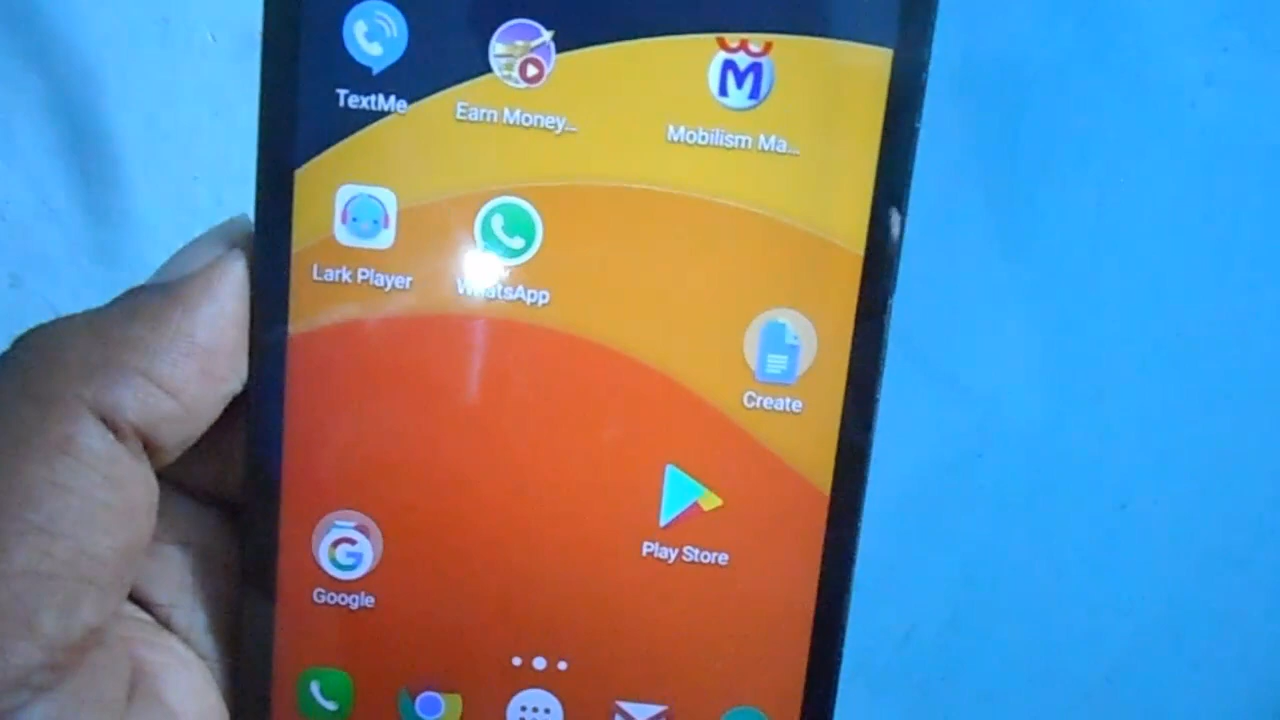 TextMe
Earn Money...
Mobilism Ma...
M
Lark Player
WhatsApp
Create
Play Store
G
Google